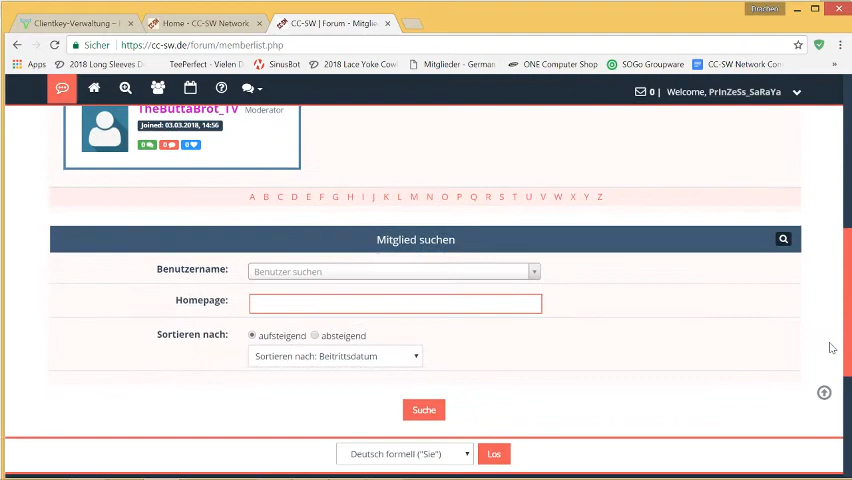 Drachen
Clientkey-Verwaltung – I
Home - CC-SW Network
CC-SW | Forum - Mitglie
Sicher | https://cc-sw.de/forum/memberlist.php
Apps
2018 Long Sleeves D
TeePerfect - Vielen D
SinusBot
2018 Lace Yoke Cowl
Mitglieder - German
ONE Computer Shop
SOGo Groupware
CC-SW Network Com
0 | Welcome, PrInZeSs_SaRaYa
TheButtaBrot_TV Moderator
Joined: 03.03.2018, 14:56
0 0 0
A B C D E F G H I J K L M N O P Q R S T U V W X Y Z
Mitglied suchen
Benutzername: Benutzer suchen
Homepage:
Sortieren nach: aufsteigend absteigend
Sortieren nach: Beitrittsdatum
Suche
Deutsch formell ("Sie") Los